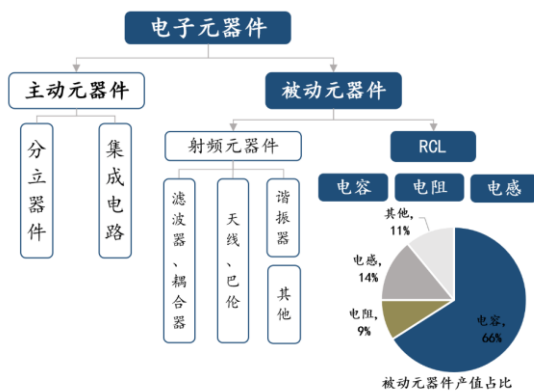 电子元器件
主动元器件
被动元器件
分立器件
集成电路
射频元器件
RCL
滤波器、耦合器
天线、巴伦
谐振器
其他
电容
电阻
电感
其他,
11%
电感,
14%
电阻,
9%
电容,
66%
被动元器件产值占比